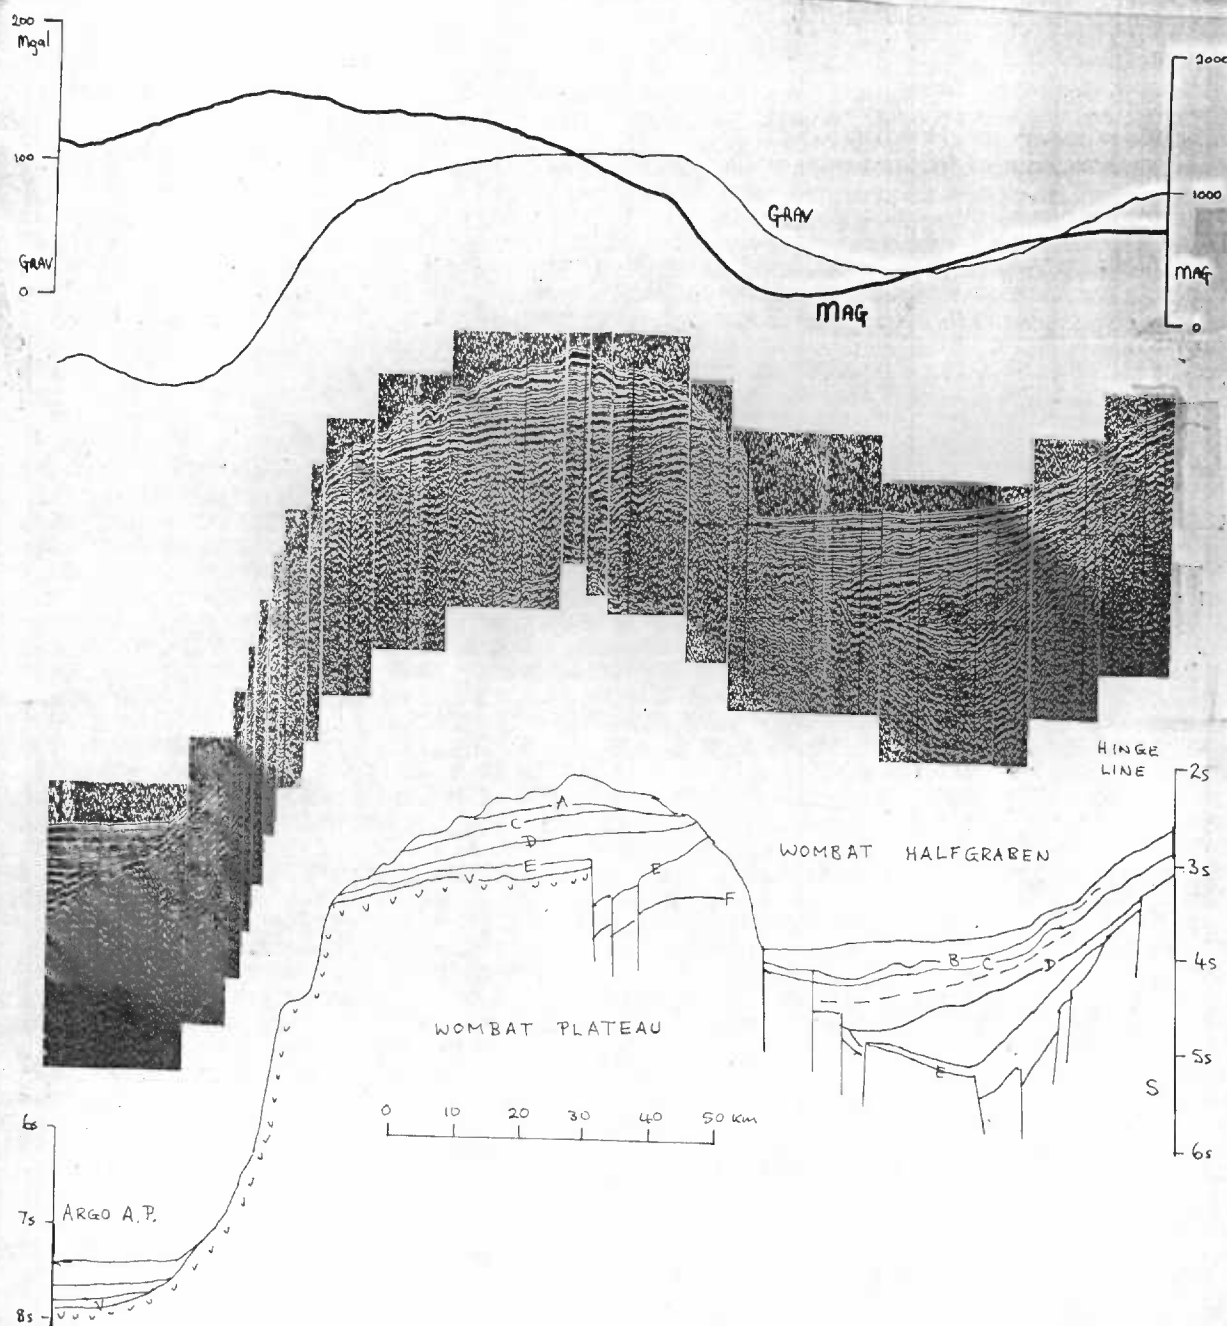 200
Mgal
2000
100
1000
GRAV
GRAV
0
MAG
MAG
0
HINGE
LINE
2s
A
C
D
WOMBAT HALFGRABEN
E
E
3s
V
F
B
C
D
4s
WOMBAT PLATEAU
5s
E
S
0 10 20 30 40 50 Km
6s
6s
7s
ARGO A.P.
V
8s